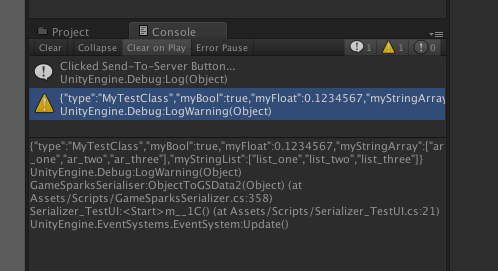 Project Console
Clear Collapse Clear on Play Error Pause 1 1 0
Clicked Send-To-Server Button...
UnityEngine.Debug:Log(Object)
{"type":"MyTestClass","myBool":true,"myFloat":0.1234567,"myStringArray
UnityEngine.Debug:LogWarning(Object)
{"type":"MyTestClass","myBool":true,"myFloat":0.1234567,"myStringArray":["ar
_one","ar_two","ar_three"],"myStringList":["list_one","list_two","list_three"]}
UnityEngine.Debug:LogWarning(Object)
GameSparksSerialiser:ObjectToGSData2(Object) (at
Assets/Scripts/GameSparksSerializer.cs:358)
Serializer_TestUI:<Start>m__1C() (at Assets/Scripts/Serializer_TestUI.cs:21)
UnityEngine.EventSystems.EventSystem:Update()